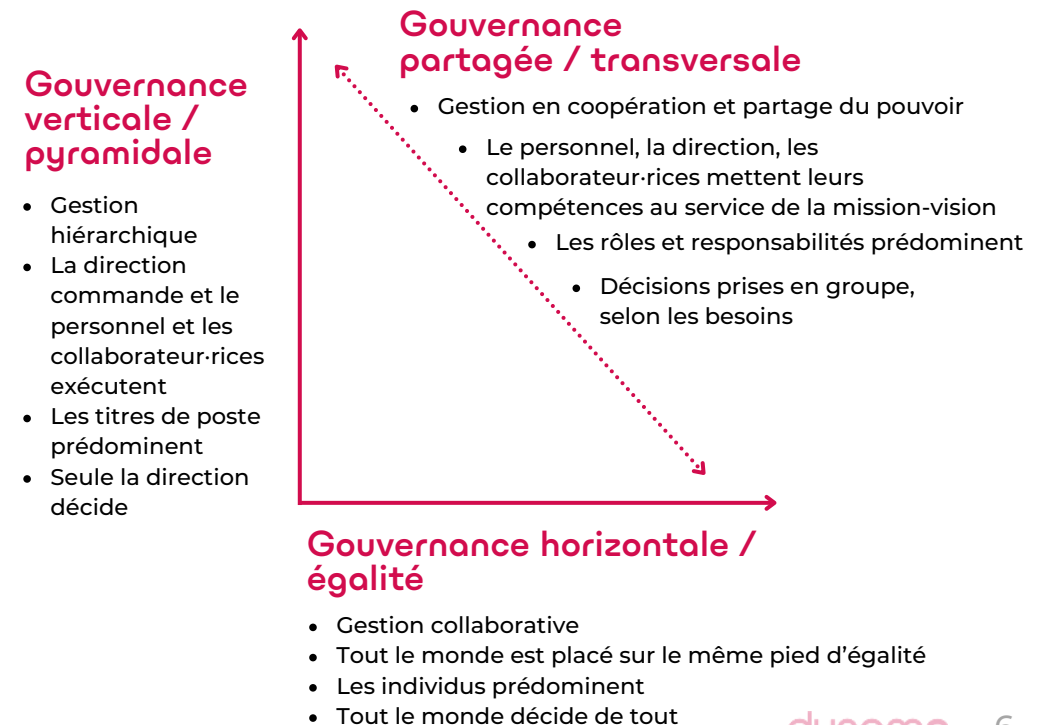 Gouvernance
verticale /
pyramidale
• Gestion
hiérarchique
• La direction
commande et le
personnel et les
collaborateur·rices
exécutent
• Les titres de poste
prédominent
• Seule la direction
décide
Gouvernance
partagée / transversale
• Gestion en coopération et partage du pouvoir
• Le personnel, la direction, les
collaborateur·rices mettent leurs
compétences au service de la mission-vision
• Les rôles et responsabilités prédominent
• Décisions prises en groupe,
selon les besoins
Gouvernance horizontale /
égalité
• Gestion collaborative
• Tout le monde est placé sur le même pied d'égalité
• Les individus prédominent
• Tout le monde décide de tout